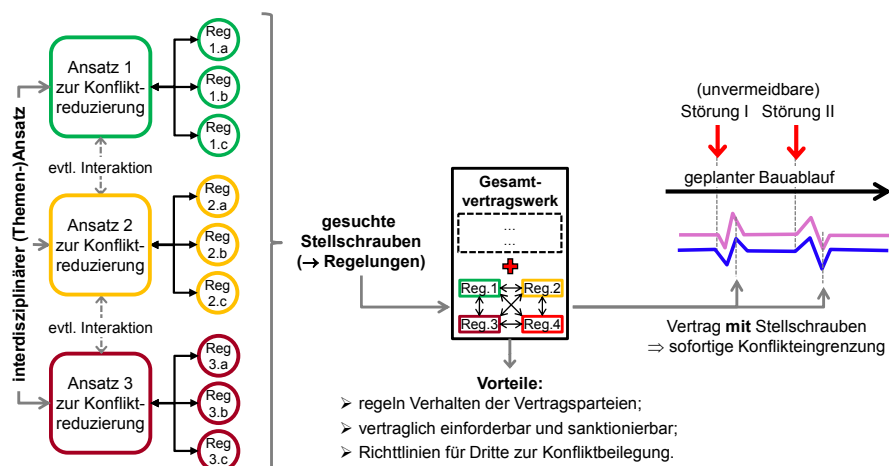 interdisziplinärer (Themen-)Ansatz
Ansatz 1
zur Konflikt-
reduzierung
Reg
1.a
Reg
1.b
Reg
1.c
evtl. Interaktion
Ansatz 2
zur Konflikt-
reduzierung
Reg
2.a
Reg
2.b
Reg
2.c
evtl. Interaktion
Ansatz 3
zur Konflikt-
reduzierung
Reg
3.a
Reg
3.b
Reg
3.c
gesuchte
Stellschrauben
(→ Regelungen)
Gesamt-
vertragswerk
...
...
Reg.1
Reg.2
Reg.3
Reg.4
Vorteile:
➢ regeln Verhalten der Vertragsparteien;
➢ vertraglich einforderbar und sanktionierbar;
➢ Richttlinien für Dritte zur Konfliktbeilegung.
(unvermeidbare)
Störung I Störung II
geplanter Bauablauf
Vertrag mit Stellschrauben
⇒ sofortige Konflikteingrenzung